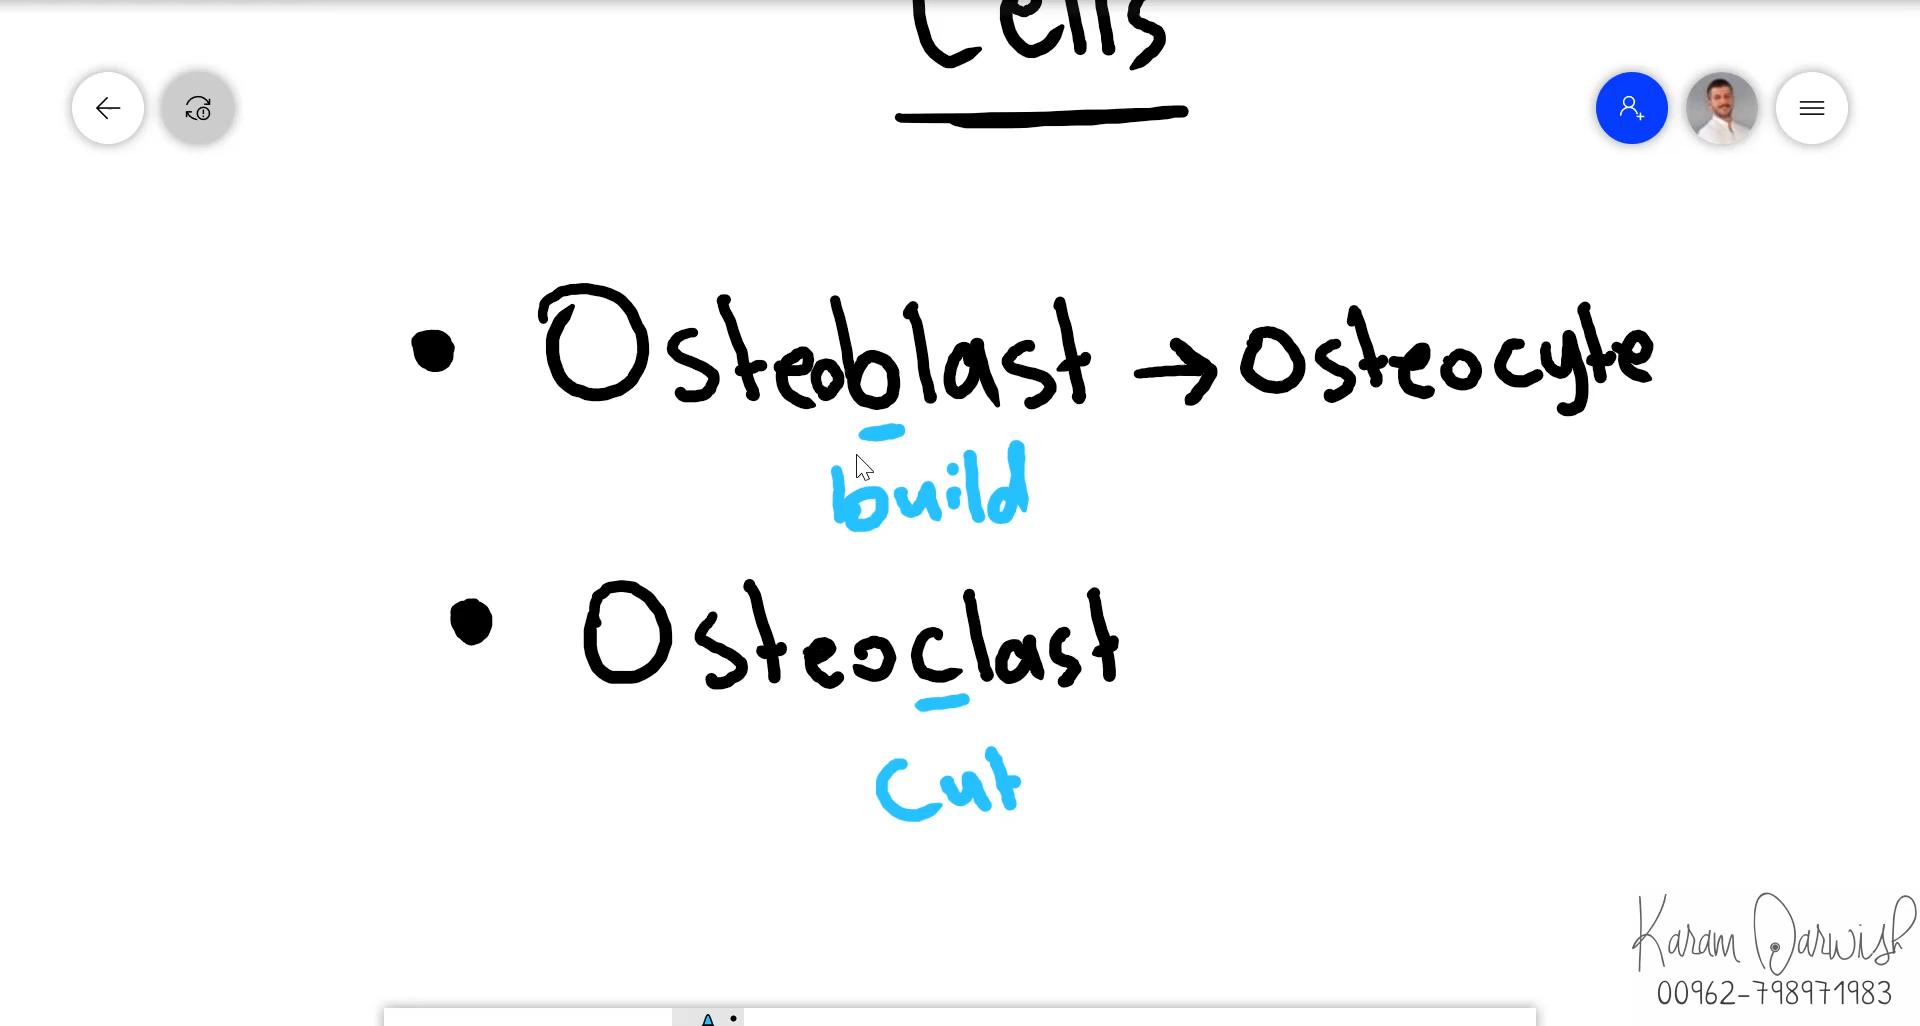 Cells
• Osteoblast → Osteocyte
build
• Osteoclast
Cut
Karam Darwish
00962-798971983